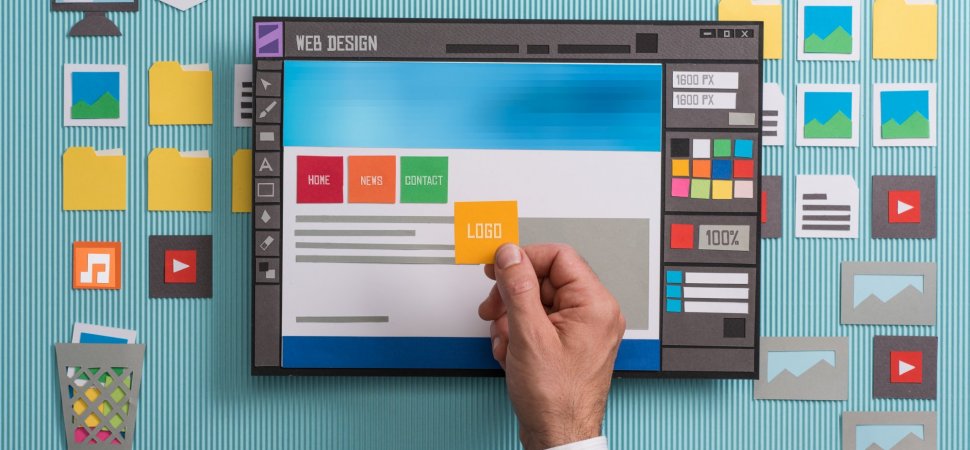 WEB DESIGN
1600 PX
1600 PX
HOME
NEWS
CONTACT
LOGO
100%
A